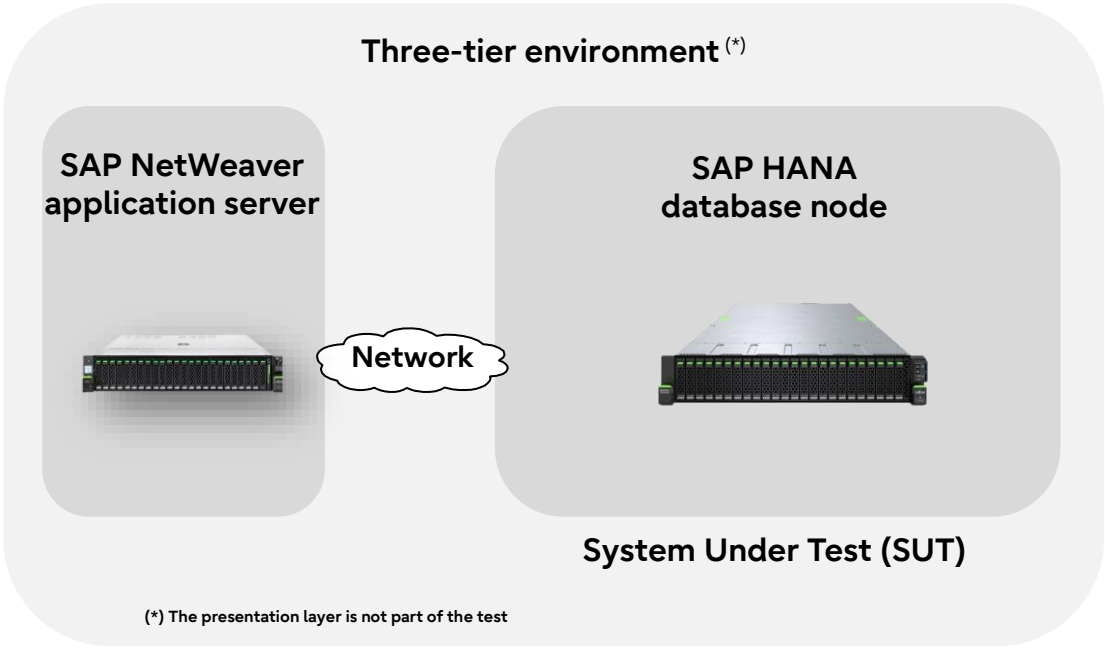 Three-tier environment (*)
SAP NetWeaver
application server
SAP HANA
database node
Network
System Under Test (SUT)
(*) The presentation layer is not part of the test